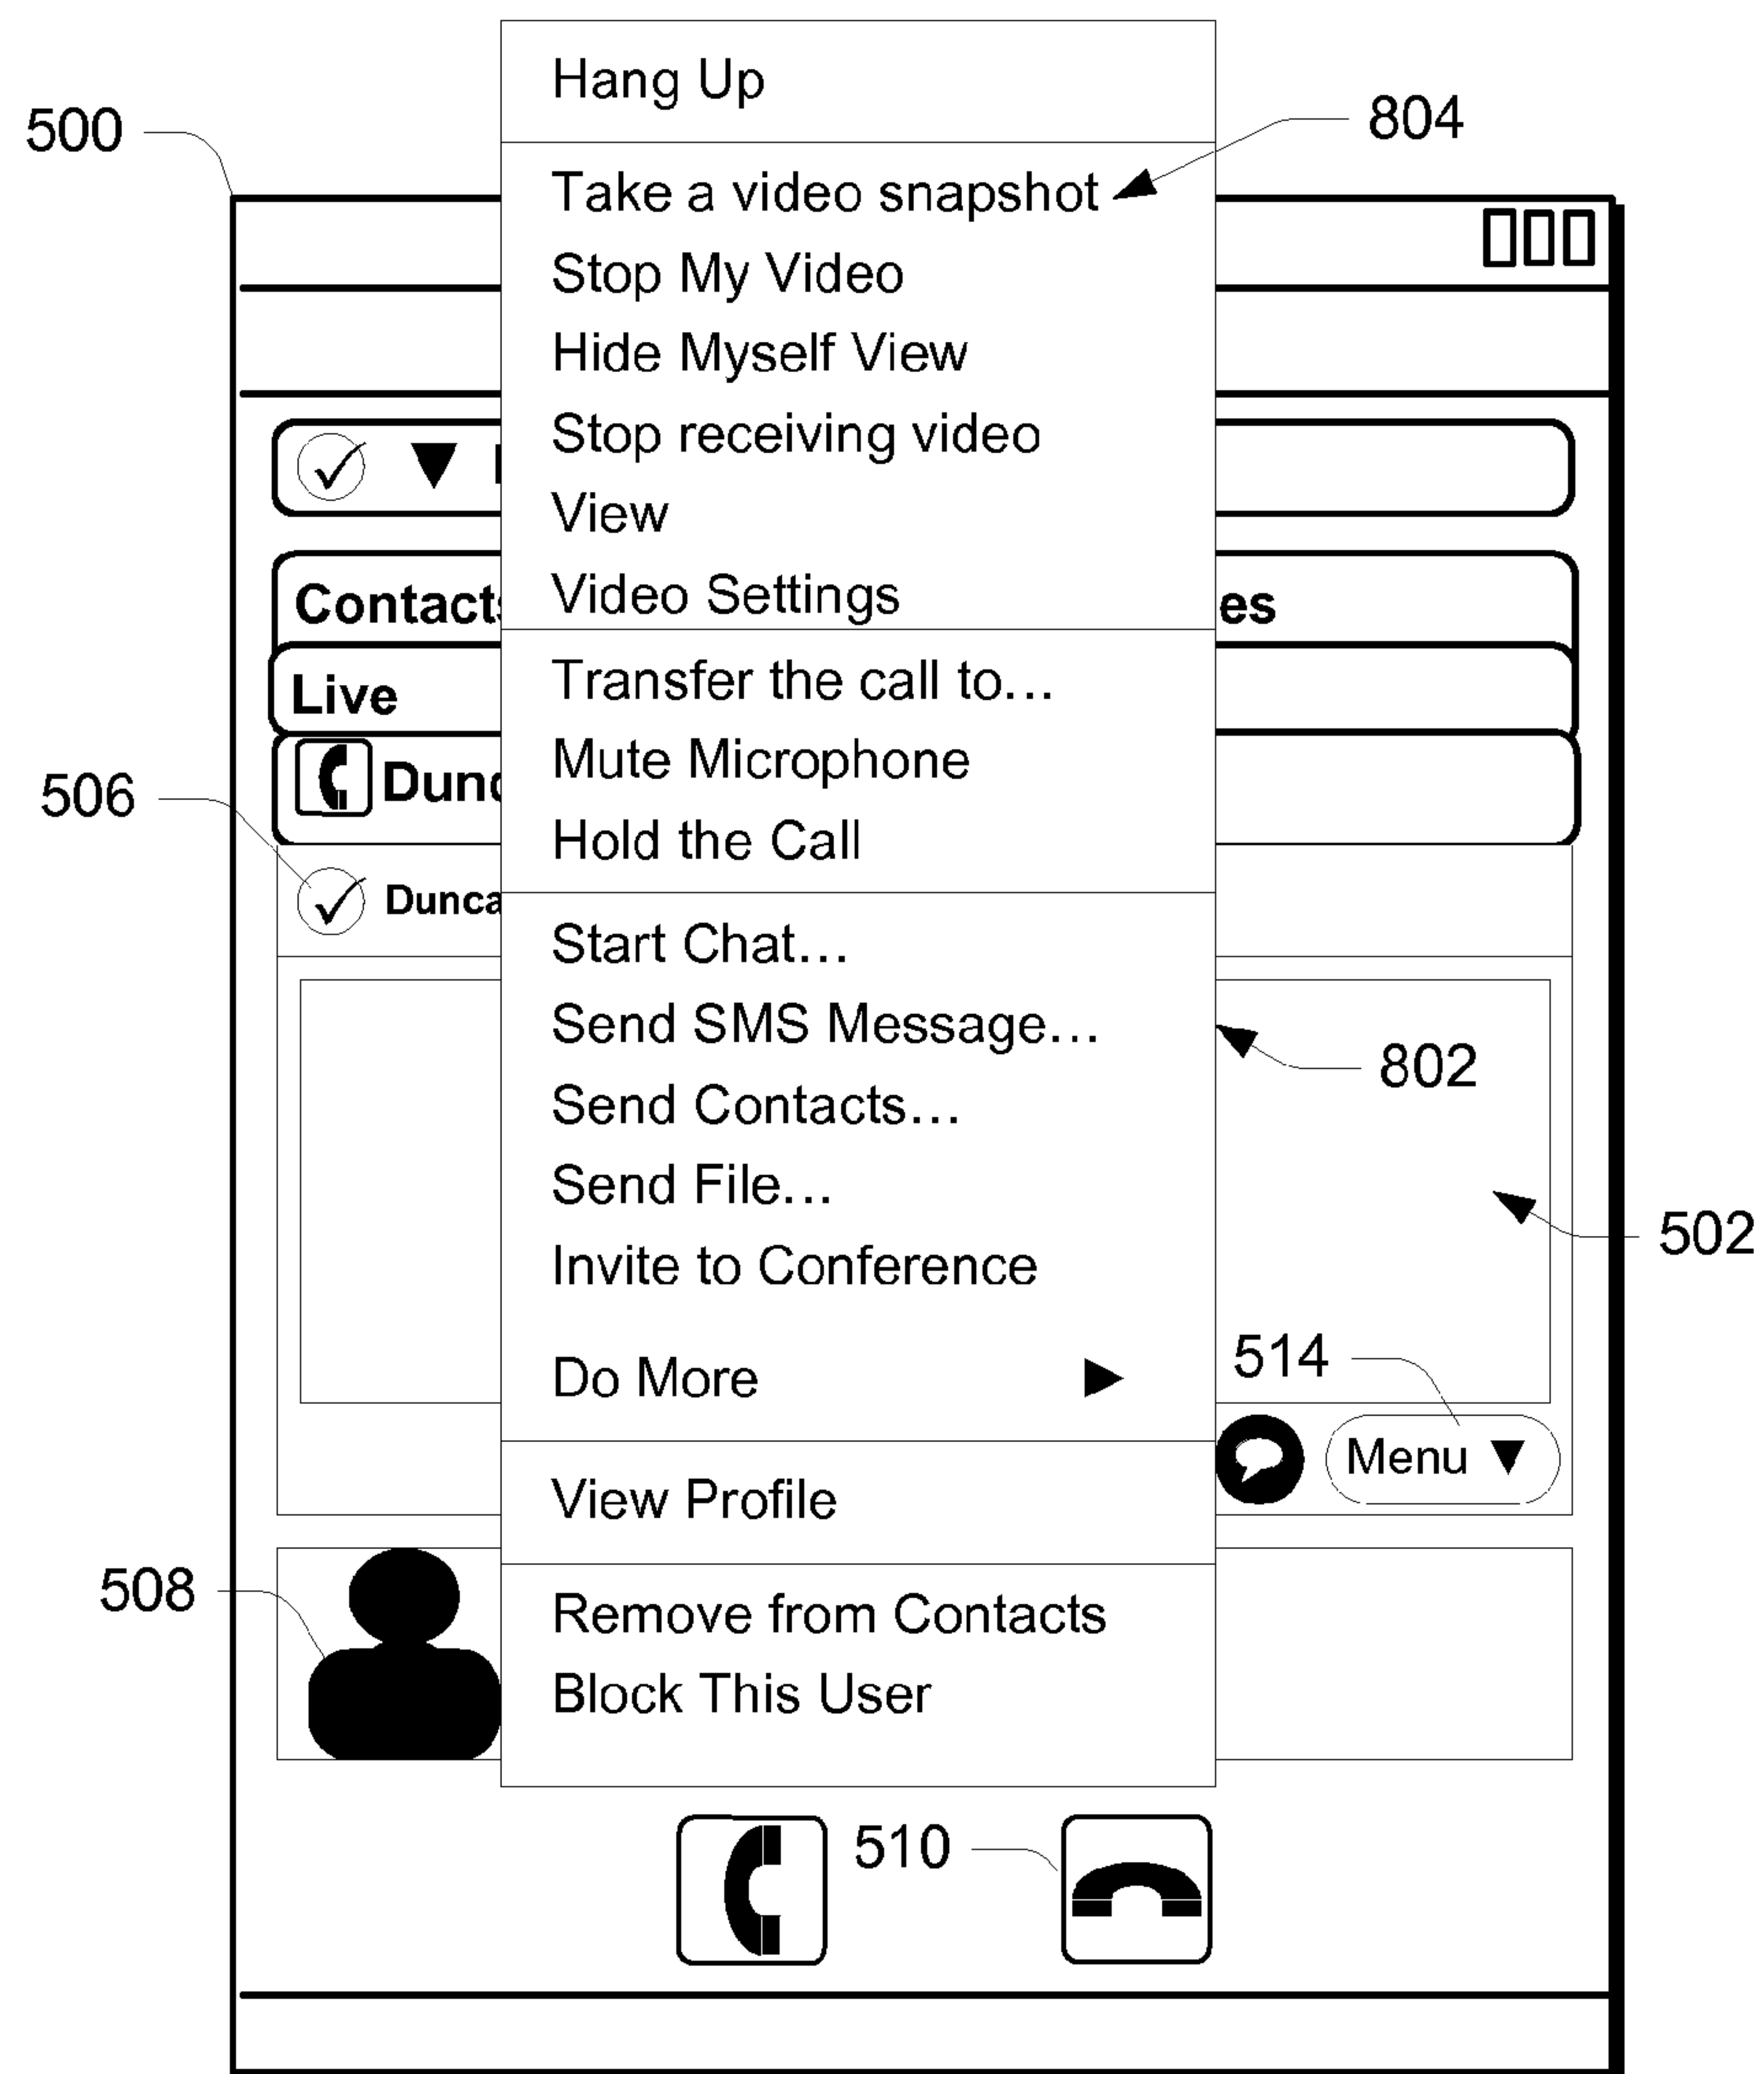 Hang Up
500
804
Take a video snapshot
Stop My Video
Hide Myself View
Stop receiving video
View
Contacts
Video Settings
es
Live
Transfer the call to...
506
Dunc
Mute Microphone
Hold the Call
Dunca
Start Chat...
Send SMS Message...
802
Send Contacts...
Send File...
502
Invite to Conference
514
Do More
Menu
View Profile
508
Remove from Contacts
Block This User
510